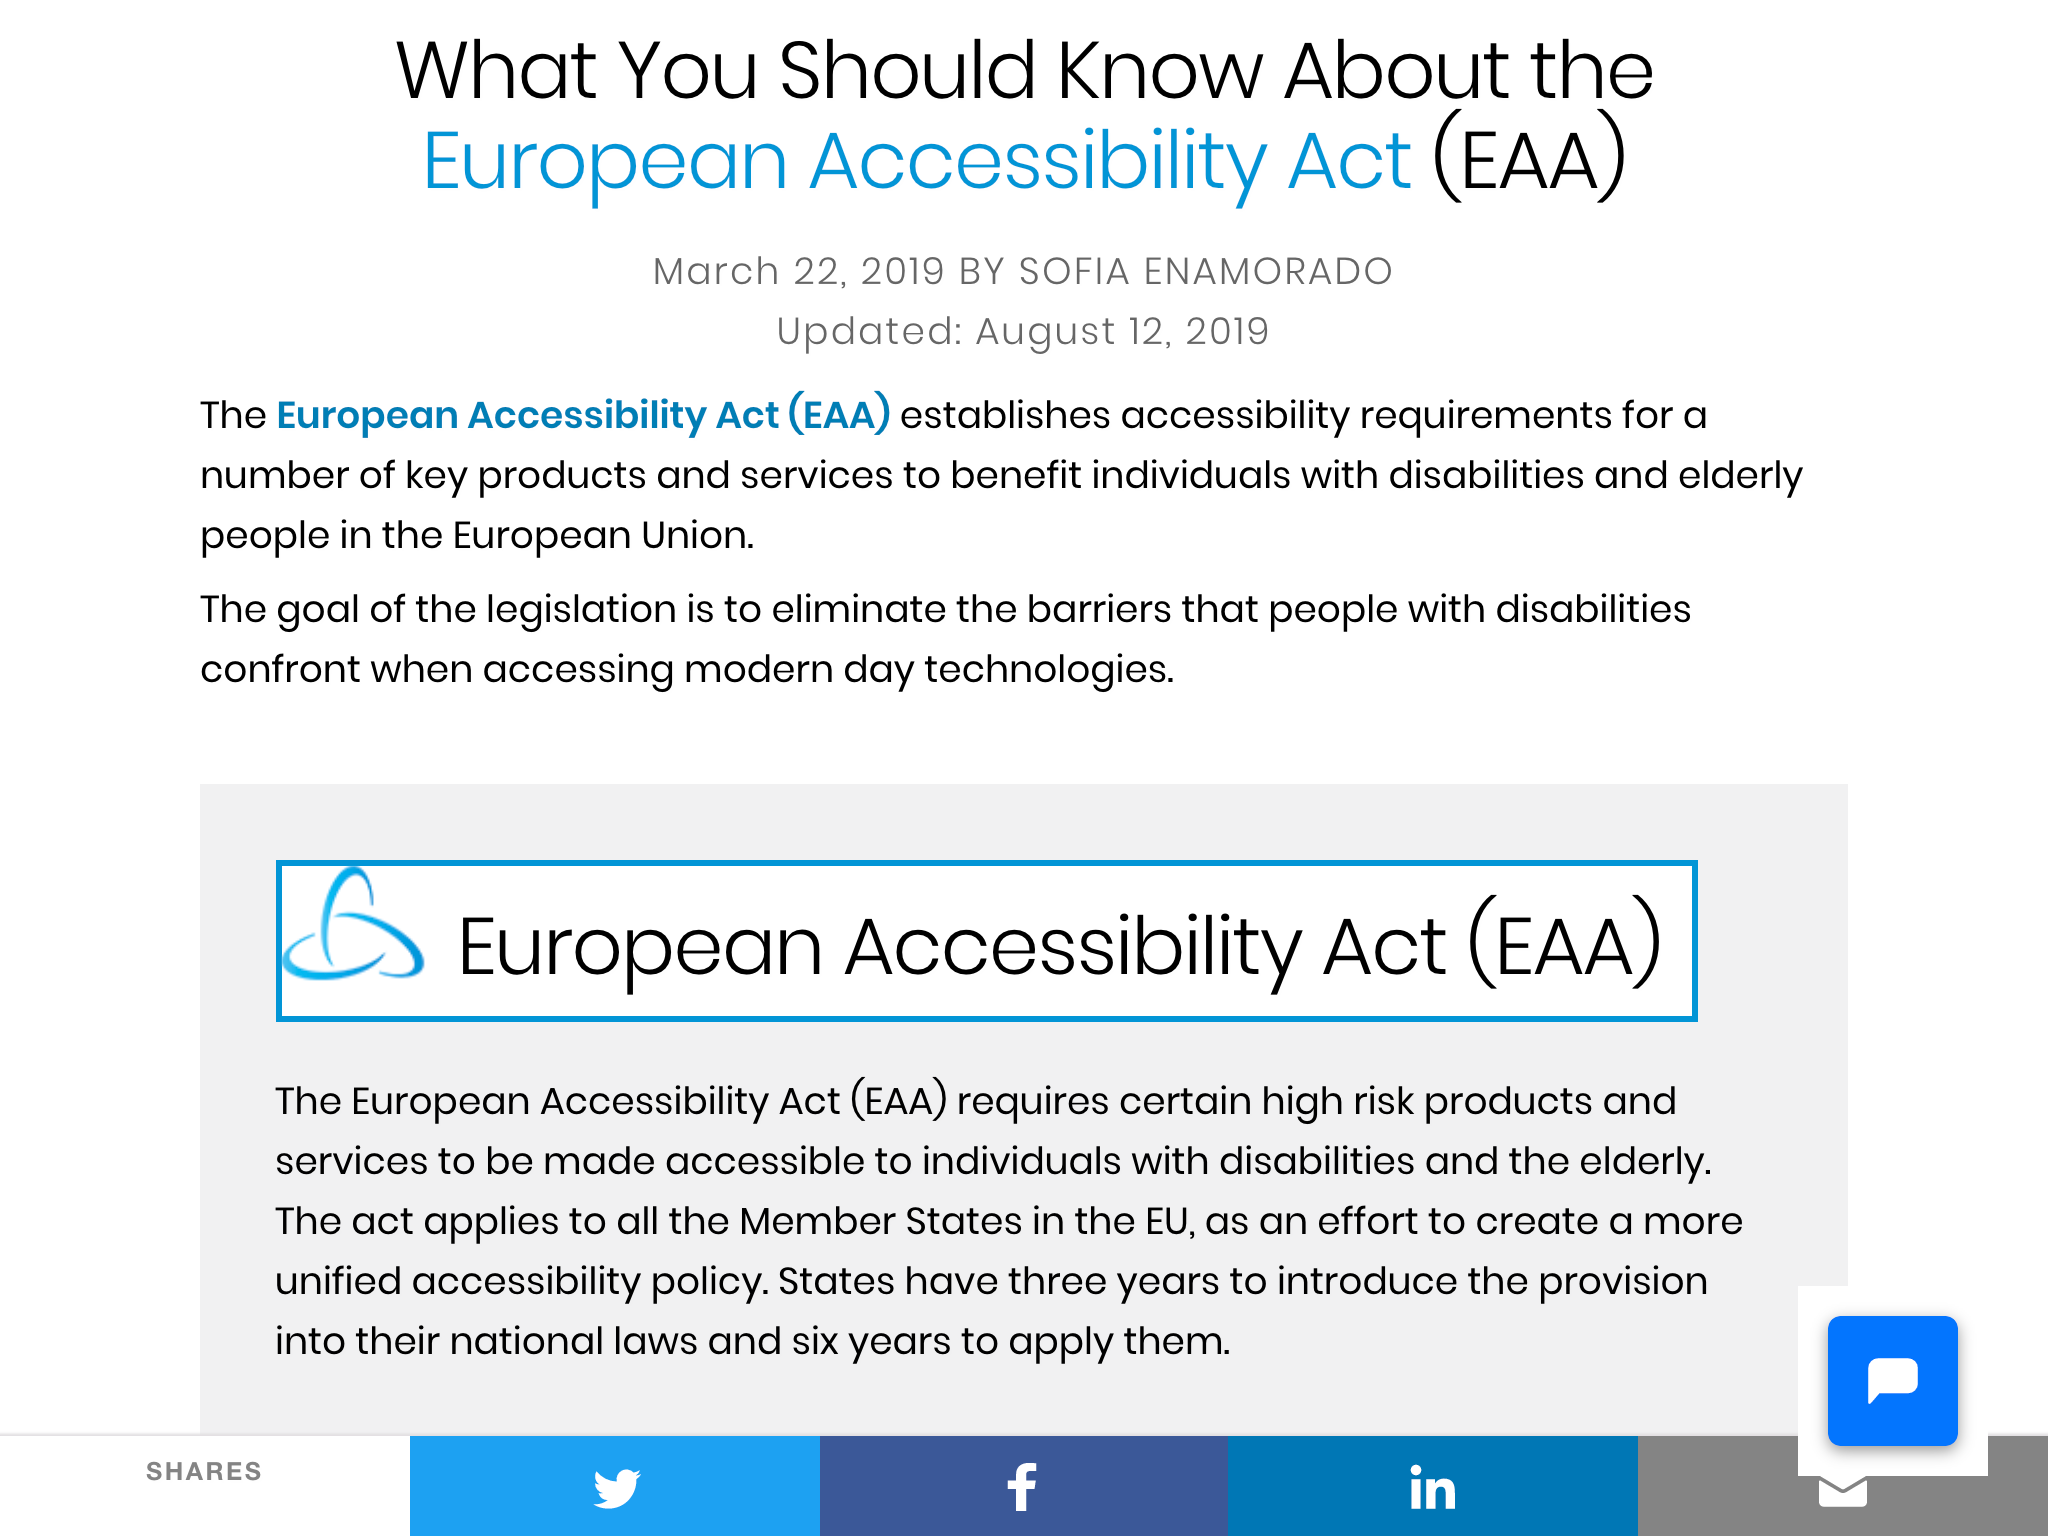 What You Should Know About the
European Accessibility Act (EAA)
March 22, 2019 BY SOFIA ENAMORADO
Updated: August 12, 2019
The European Accessibility Act (EAA) establishes accessibility requirements for a
number of key products and services to benefit individuals with disabilities and elderly
people in the European Union.
The goal of the legislation is to eliminate the barriers that people with disabilities
confront when accessing modern day technologies.
European Accessibility Act (EAA)
The European Accessibility Act (EAA) requires certain high risk products and
services to be made accessible to individuals with disabilities and the elderly.
The act applies to all the Member States in the EU, as an effort to create a more
unified accessibility policy. States have three years to introduce the provision
into their national laws and six years to apply them.
SHARES